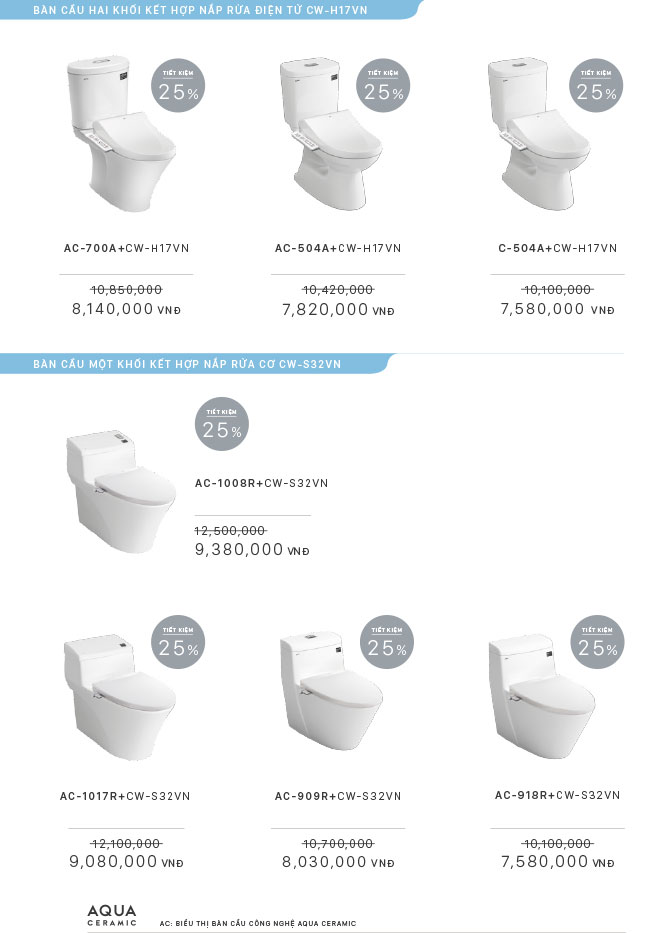 BÀN CẦU HAI KHỐI KẾT HỢP NẮP RỬA ĐIỆN TỬ CW-H17VN
TIẾT KIỆM
25%
TIẾT KIỆM
25%
TIẾT KIỆM
25%
AC-700A+CW-H17VN
AC-504A+CW-H17VN
C-504A+CW-H17VN
10,850,000
10,420,000
10,100,000
8,140,000 VNĐ
7,820,000 VNĐ
7,580,000 VNĐ
BÀN CẦU MỘT KHỐI KẾT HỢP NẮP RỬA CƠ CW-S32VN
TIẾT KIỆM
25%
AC-1008R+CW-S32VN
12,500,000
9,380,000 VNĐ
TIẾT KIỆM
25%
TIẾT KIỆM
25%
TIẾT KIỆM
25%
AC-1017R+CW-S32VN
AC-909R+CW-S32VN
AC-918R+CW-S32VN
12,100,000
10,700,000
10,100,000
9,080,000 VNĐ
8,030,000 VNĐ
7,580,000 VNĐ
AQUA
CERAMIC
AC: BIỂU THỊ BÀN CẦU CÔNG NGHỆ AQUA CERAMIC